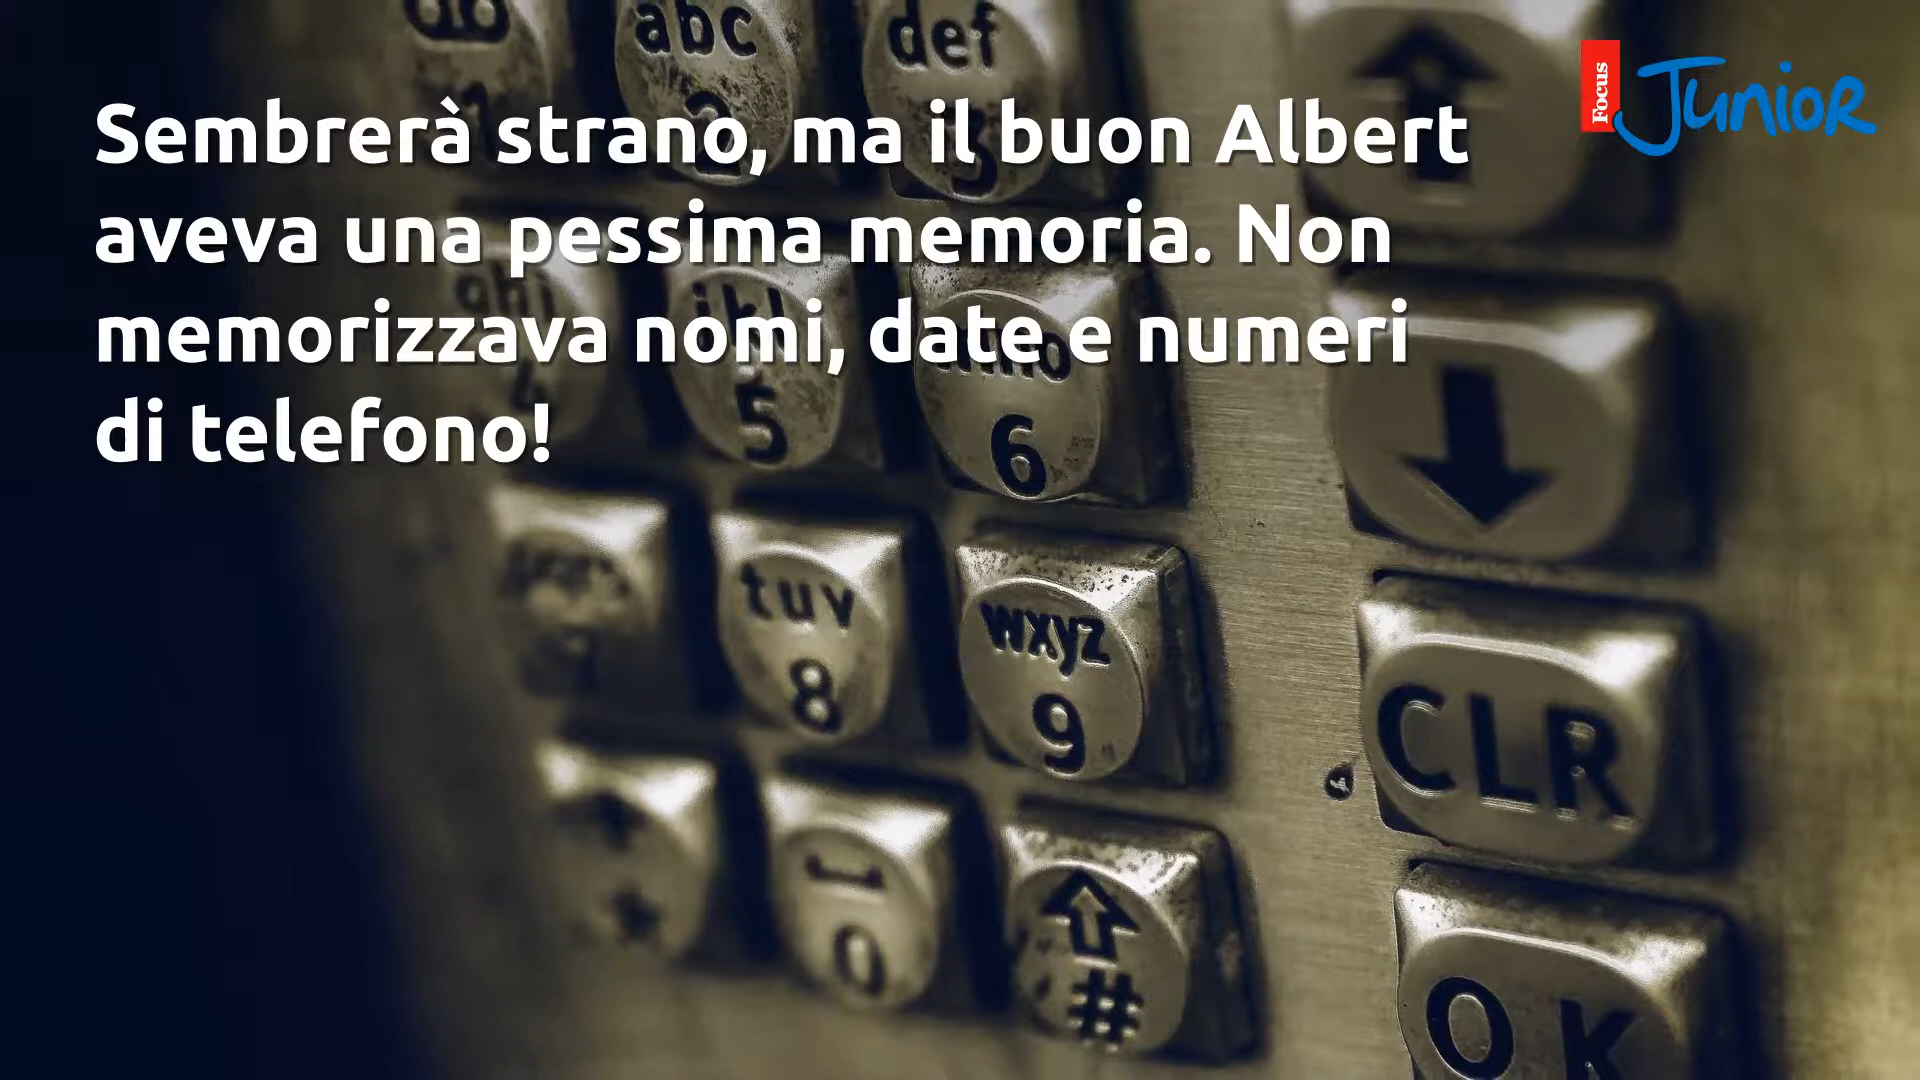 Focus Junior
Sembrerà strano, ma il buon Albert
aveva una pessima memoria. Non
memorizzava nomi, date e numeri
di telefono!
abc
def
5
6
tuv
8
wxyz
9
CLR
0
#
OK